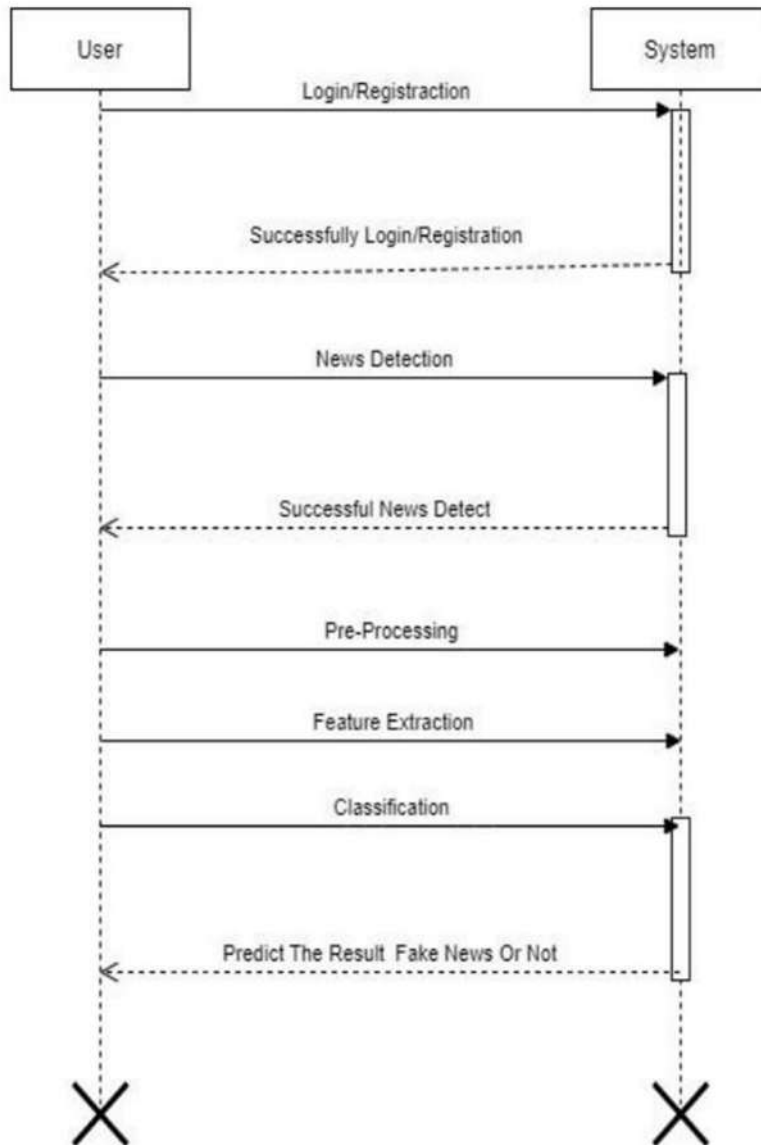 User
System
Login/Registraction
Successfully Login/Registration
News Detection
Successful News Detect
Pre-Processing
Feature Extraction
Classification
Predict The Result Fake News Or Not